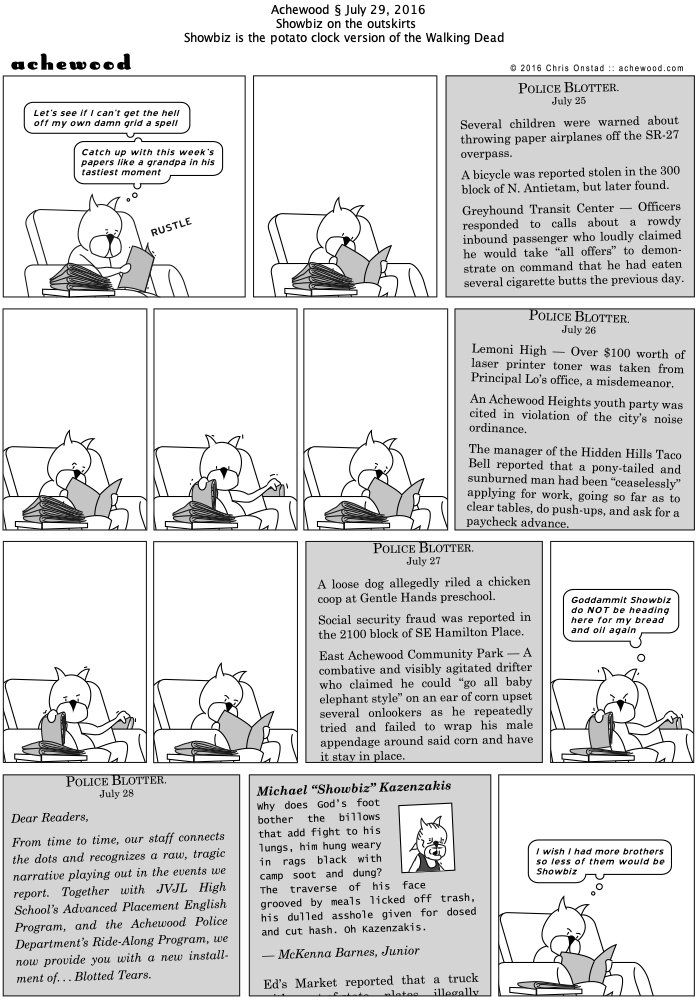 Achewood § July 29, 2016
Showbiz on the outskirts
Showbiz is the potato clock version of the Walking Dead
achewood
© 2016 Chris Onstad :: achewood.com
Let's see if I can't get the hell
off my own damn grid a spell
Catch up with this week's
papers like a grandpa in his
tastiest moment
RUSTLE
POLICE BLOTTER.
July 25
Several children were warned about
throwing paper airplanes off the SR-27
overpass.
A bicycle was reported stolen in the 300
block of N. Antietam, but later found.
Greyhound Transit Center — Officers
responded to calls about a rowdy
inbound passenger who loudly claimed
he would take “all offers” to demon-
strate on command that he had eaten
several cigarette butts the previous day.
POLICE BLOTTER.
July 26
Lemoni High — Over $100 worth of
laser printer toner was taken from
Principal Lo's office, a misdemeanor.
An Achewood Heights youth party was
cited in violation of the city's noise
ordinance.
The manager of the Hidden Hills Taco
Bell reported that a pony-tailed and
sunburned man had been “ceaselessly”
applying for work, going so far as to
clear tables, do push-ups, and ask for a
paycheck advance.
POLICE BLOTTER.
July 27
A loose dog allegedly riled a chicken
coop at Gentle Hands preschool.
Social security fraud was reported in
the 2100 block of SE Hamilton Place.
East Achewood Community Park — A
combative and visibly agitated drifter
who claimed he could “go all baby
elephant style” on an ear of corn upset
several onlookers as he repeatedly
tried and failed to wrap his male
appendage around said corn and have
it stay in place.
Goddammit Showbiz
do NOT be heading
here for my bread
and oil again
POLICE BLOTTER.
July 28
Dear Readers,
From time to time, our staff connects
the dots and recognizes a raw, tragic
narrative playing out in the events we
report. Together with JVJL High
School's Advanced Placement English
Program, and the Achewood Police
Department's Ride-Along Program, we
now provide you with a new install-
ment of... Blotted Tears.
Michael “Showbiz” Kazenzakis
Why does God's foot
bother the billows
that add fight to his
lungs, him hung weary
in rags black with
camp soot and dung?
The traverse of his face
grooved by meals licked off trash,
his dulled asshole given for dosed
and cut hash. Oh Kazenzakis.
— McKenna Barnes, Junior
Ed's Market reported that a truck
plates illegally
I wish I had more brothers
so less of them would be
Showbiz